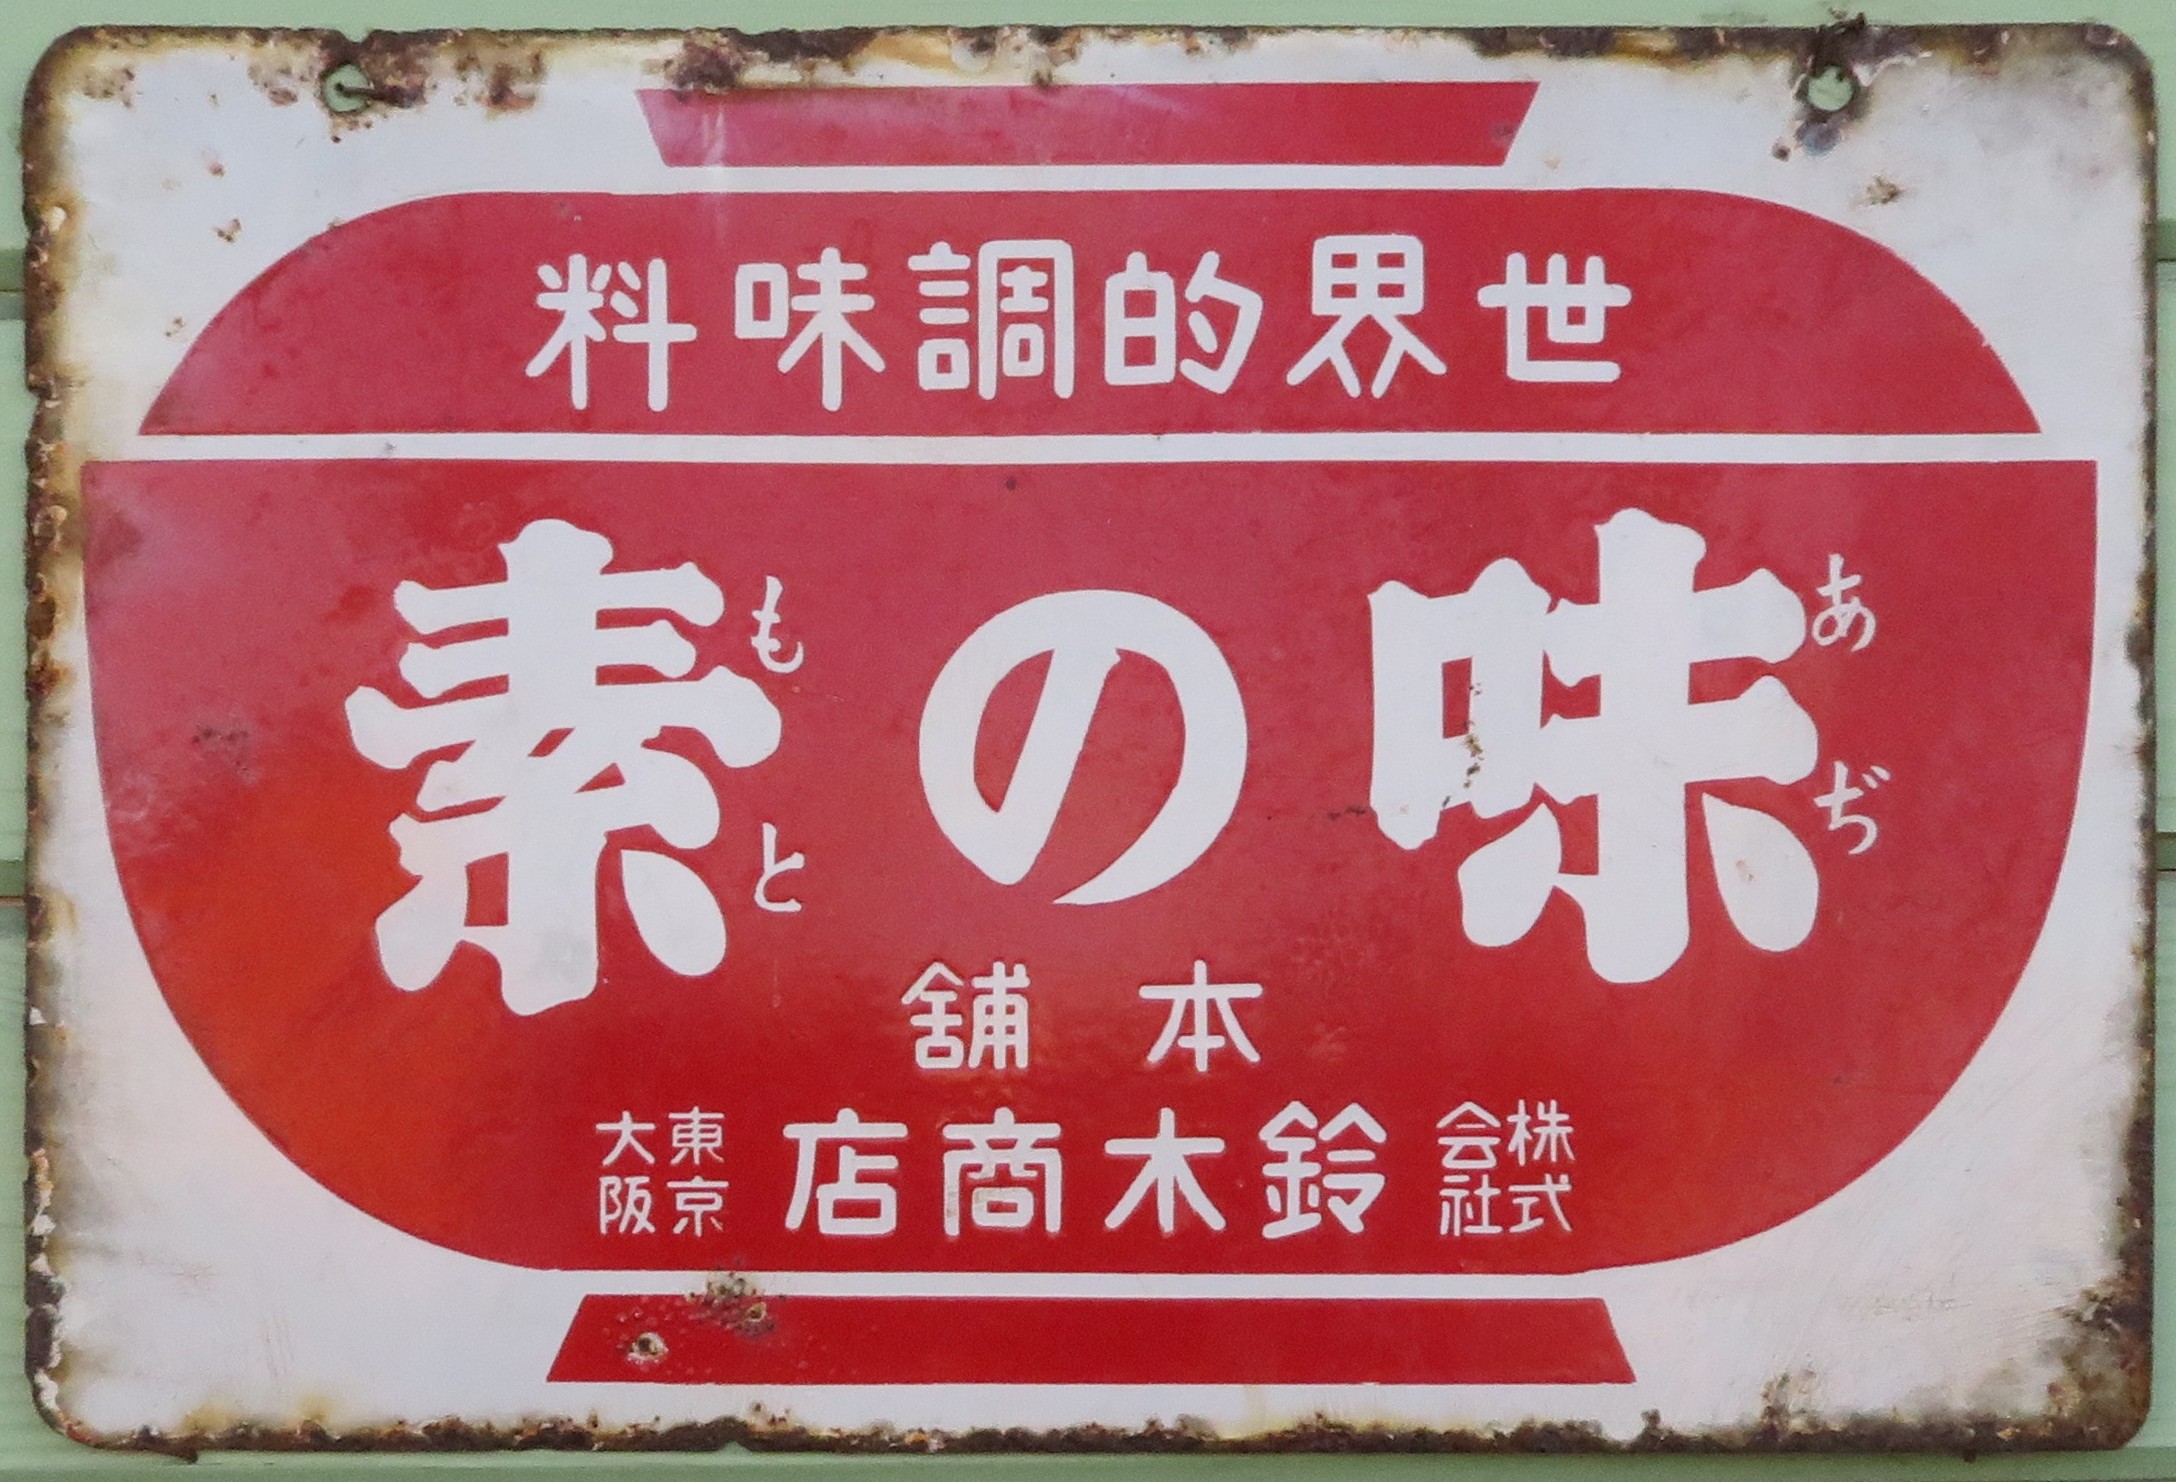 世界的調味料
味の素
あぢ
もと
本舗
株式会社 鈴木商店 東京 大阪